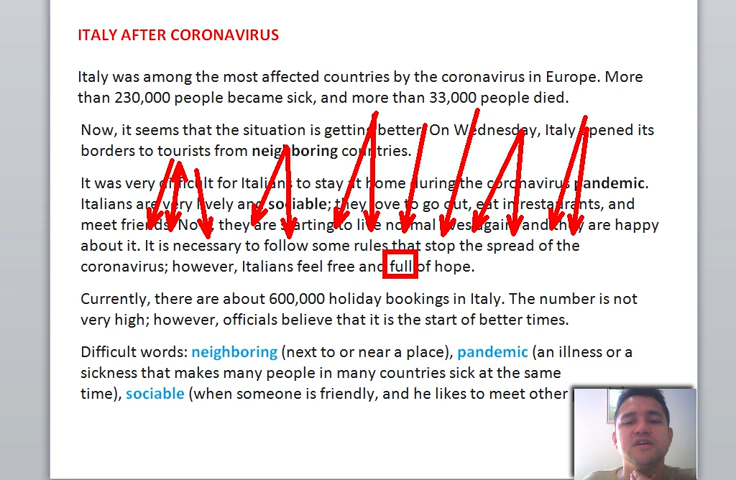 ITALY AFTER CORONAVIRUS
Italy was among the most affected countries by the coronavirus in Europe. More
than 230,000 people became sick, and more than 33,000 people died.
Now, it seems that the situation is getting better. On Wednesday, Italy opened its
borders to tourists from neighboring countries.
It was very difficult for Italians to stay at home during the coronavirus pandemic.
Italians are very lively and sociable; they love to go out, eat in restaurants, and
meet friends. Now, they are starting to live normal lives again, and they are happy
about it. It is necessary to follow some rules that stop the spread of the
coronavirus; however, Italians feel free and full of hope.
Currently, there are about 600,000 holiday bookings in Italy. The number is not
very high; however, officials believe that it is the start of better times.
Difficult words: neighboring (next to or near a place), pandemic (an illness or a
sickness that makes many people in many countries sick at the same
time), sociable (when someone is friendly, and he likes to meet other